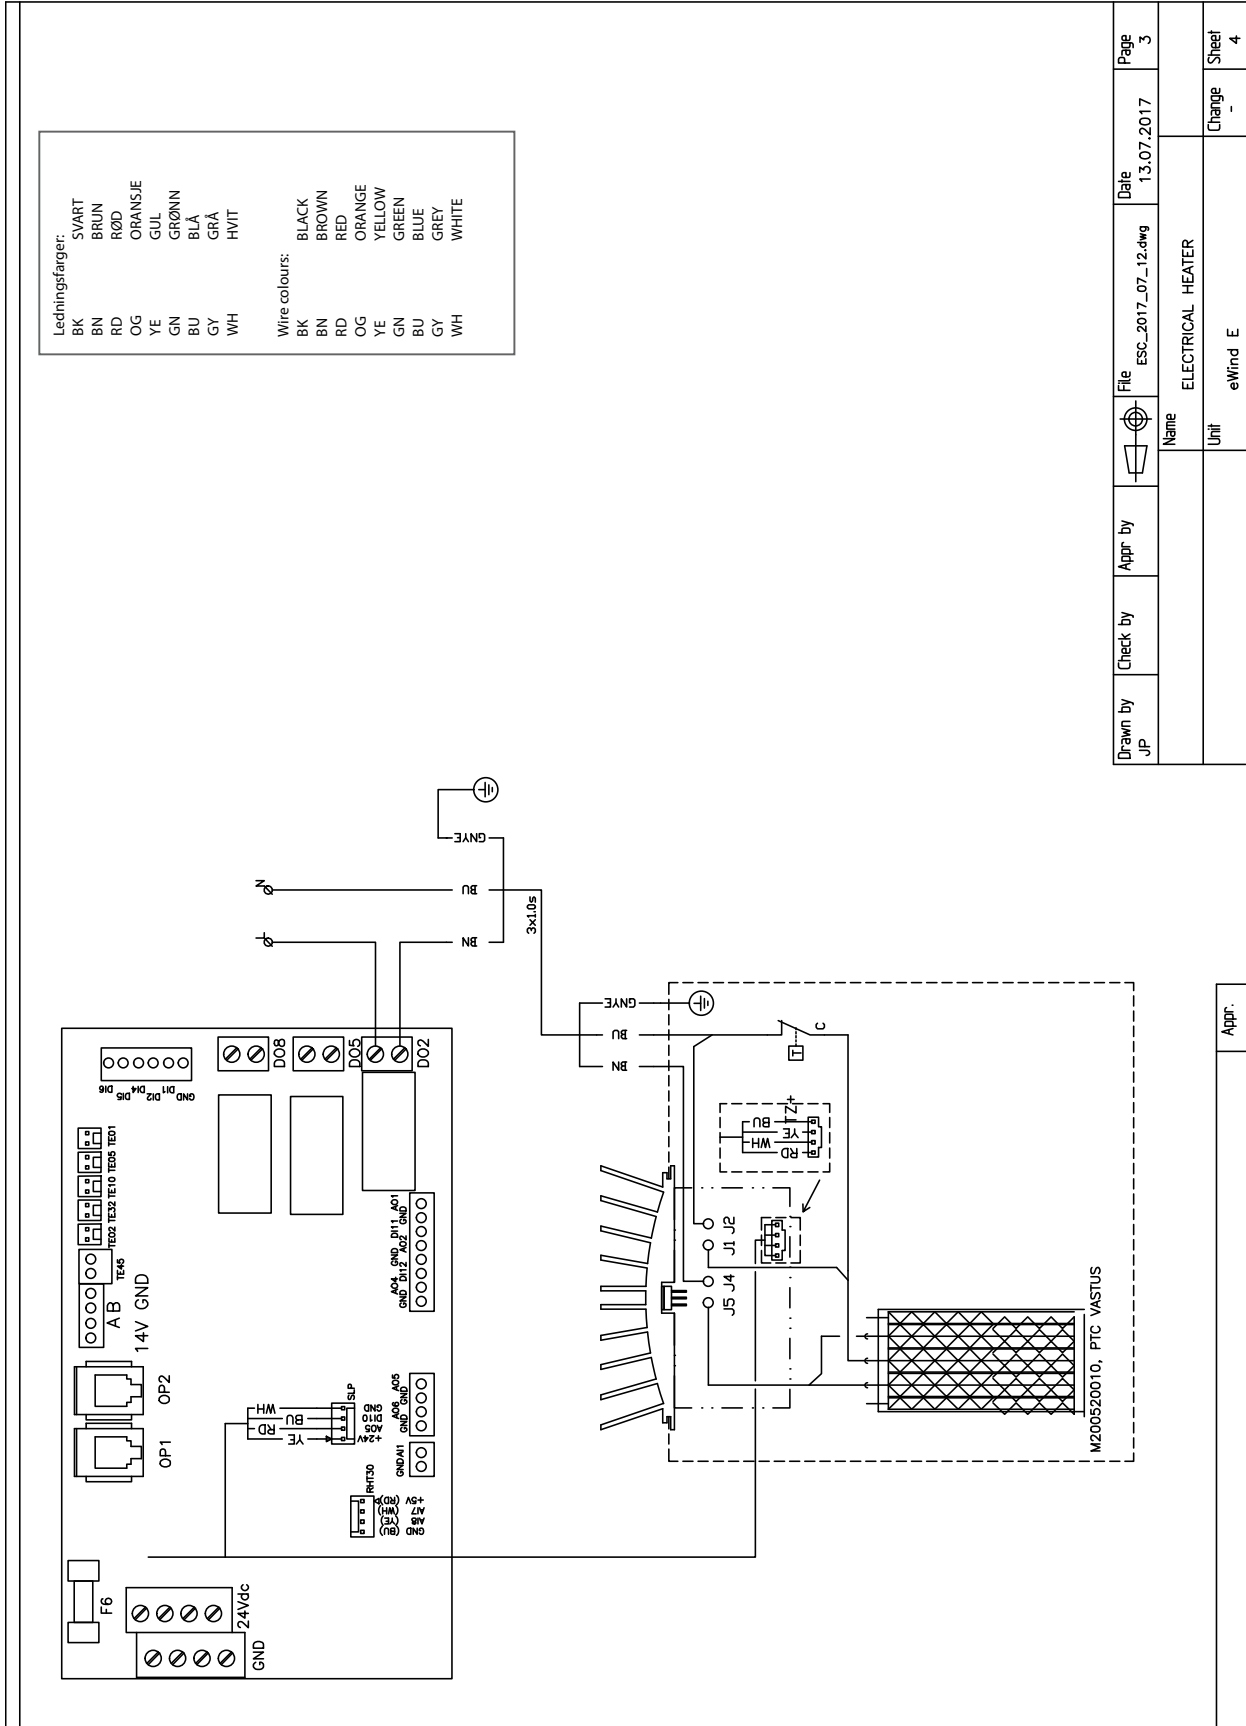 Ledningsfarger:
BK SVART
BN BRUN
RD RØD
OG ORANSJE
YE GUL
GN GRØNN
BU BLÅ
GY GRÅ
WH HVIT
Wire colours:
BK BLACK
BN BROWN
RD RED
OG ORANGE
YE YELLOW
GN GREEN
BU BLUE
GY GREY
WH WHITE
F6
24Vdc
GND
OP1
OP2
A B
14V GND
TE45
TE02
TE32
TE10
TE05
TE01
DI6
DI5
DI4
DI2
DI1
GND
DO8
DO5
DO2
AO1
GND
DI11
AO2
GND
DI12
AO4
GND
AO5
GND
AO6
GND
AI1
GND
SLP
GND
DI10
AO5
+24V
WH
BU
RD
YE
RHT30
+5V (RD)
AI7 (WH)
AI8 (YE)
GND (BU)
L
N
BN
BU
GNYE
3x1.0s
GNYE
BU
BN
T
C
TZ+
BU
YE
WH
RD
J5 J4
J1 J2
M200520010, PTC VASTUS
Appr.
Drawn by
JP
Check by
Appr by
File
ESC_2017_07_12.dwg
Date
13.07.2017
Page
3
Name
ELECTRICAL HEATER
Unit
eWind E
Change
-
Sheet
4